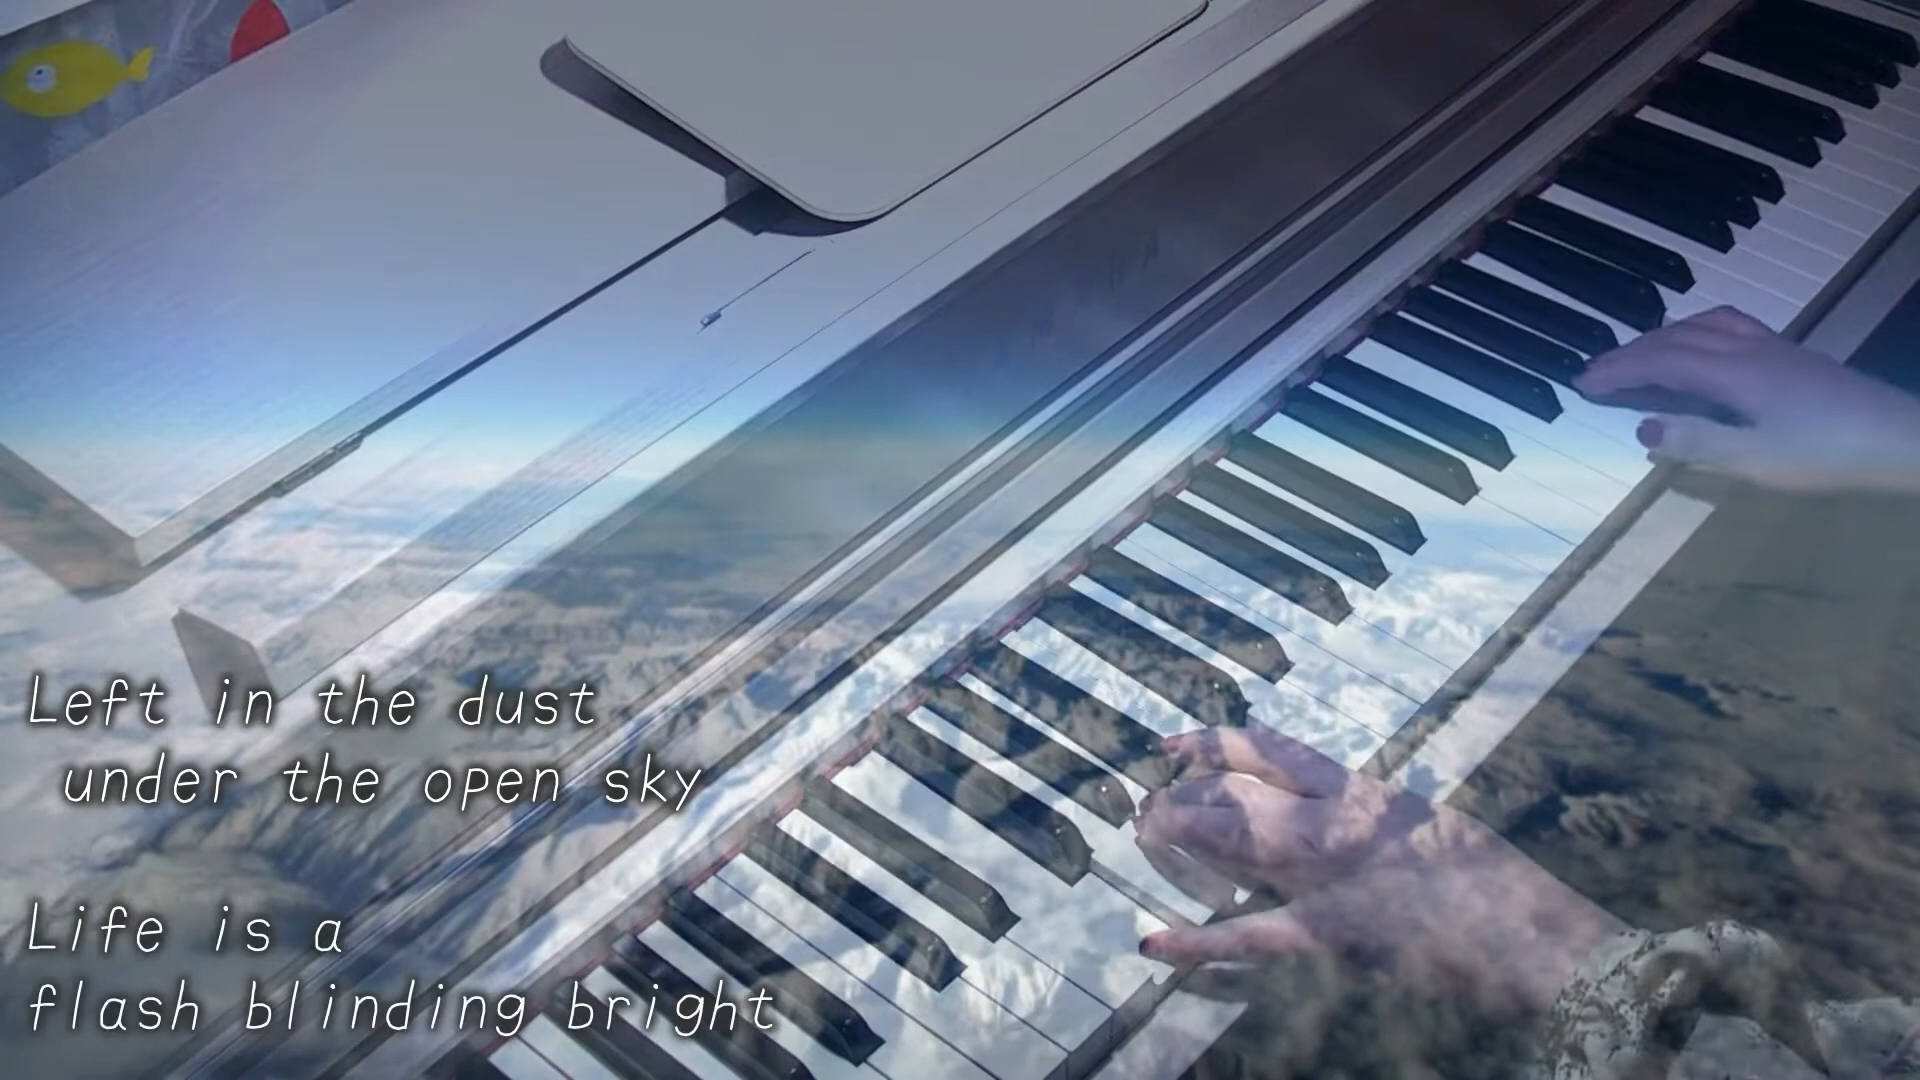 Left in the dust
under the open sky
Life is a
flash blinding bright